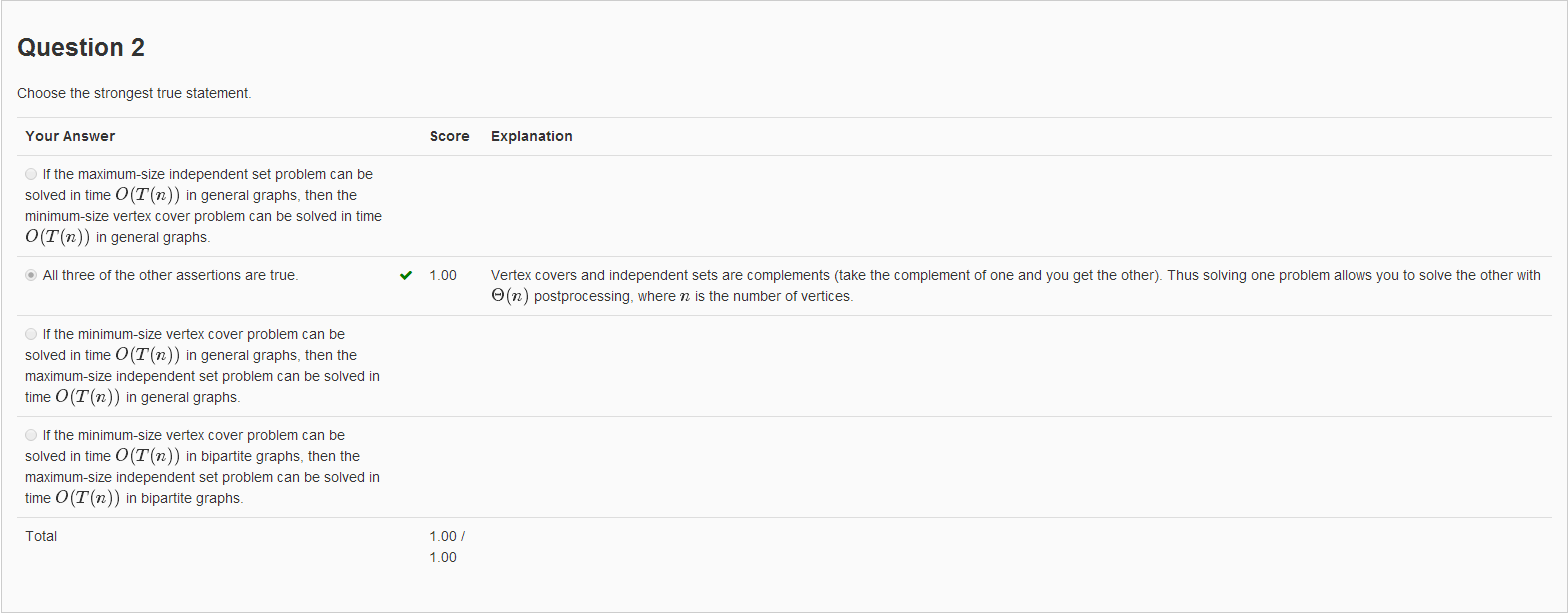 Question 2
Choose the strongest true statement.
Your Answer Score Explanation
If the maximum-size independent set problem can be
solved in time O(T(n)) in general graphs, then the
minimum-size vertex cover problem can be solved in time
O(T(n)) in general graphs.
All three of the other assertions are true. ✔ 1.00 Vertex covers and independent sets are complements (take the complement of one and you get the other). Thus solving one problem allows you to solve the other with
Θ(n) postprocessing, where n is the number of vertices.
If the minimum-size vertex cover problem can be
solved in time O(T(n)) in general graphs, then the
maximum-size independent set problem can be solved in
time O(T(n)) in general graphs.
If the minimum-size vertex cover problem can be
solved in time O(T(n)) in bipartite graphs, then the
maximum-size independent set problem can be solved in
time O(T(n)) in bipartite graphs.
Total 1.00 /
1.00